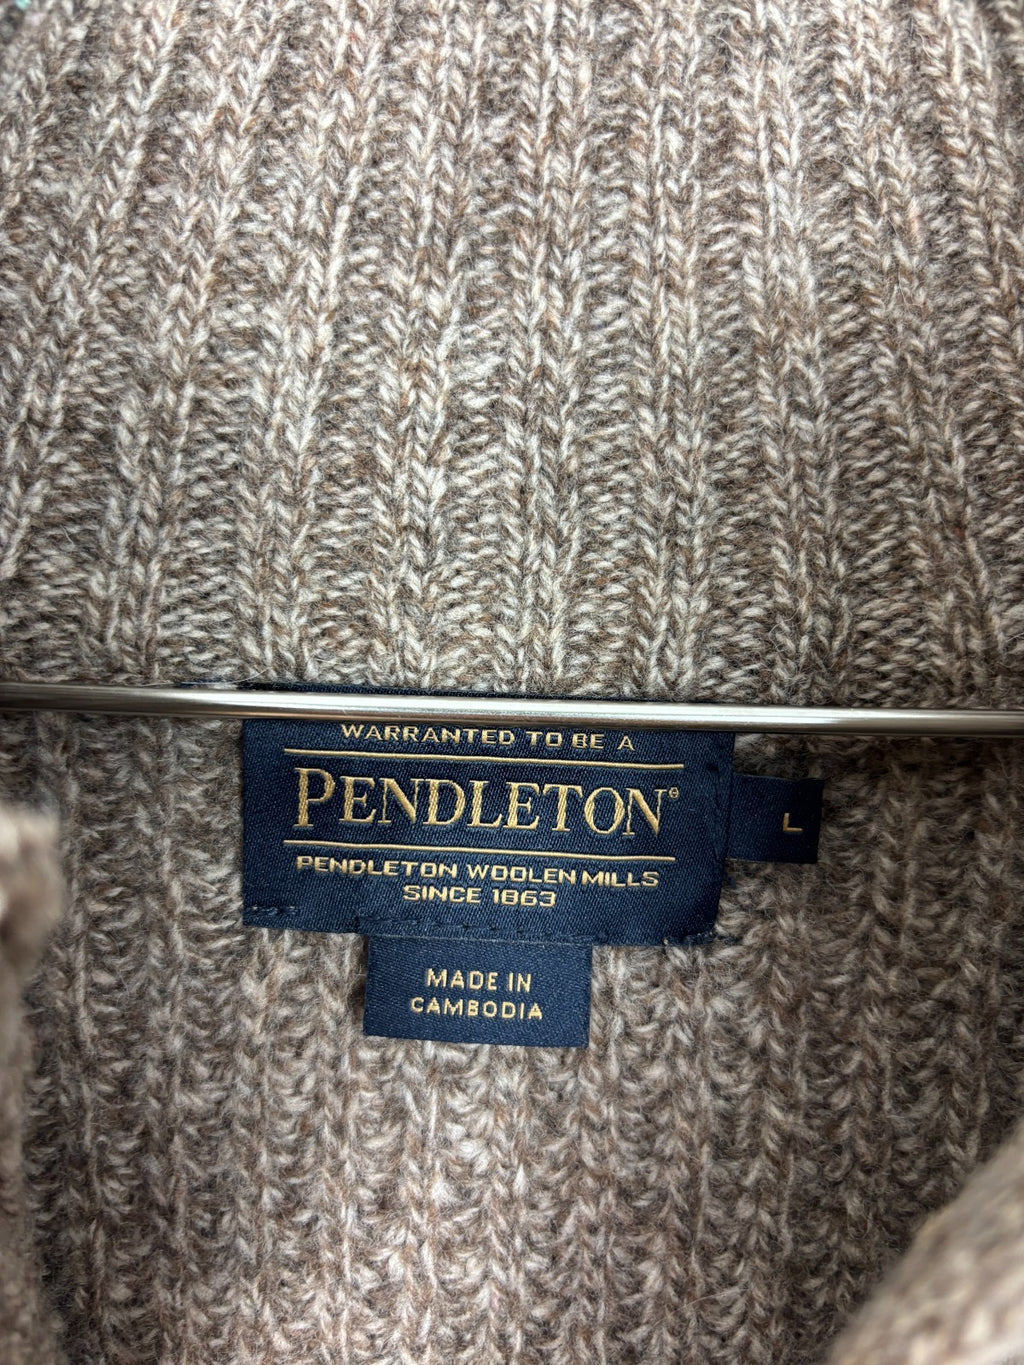 WARRANTED TO BE A
PENDLETON®
L
PENDLETON WOOLEN MILLS
SINCE 1863
MADE IN
CAMBODIA